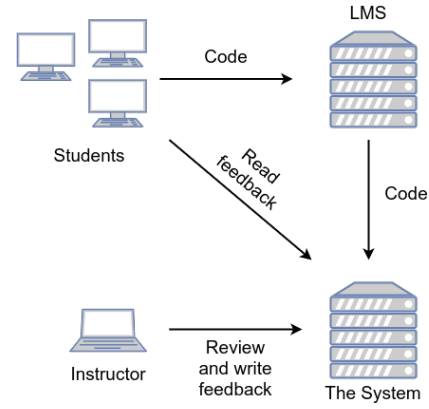 LMS
Code
Students
Read
feedback
Code
Instructor
Review
and write
feedback
The System